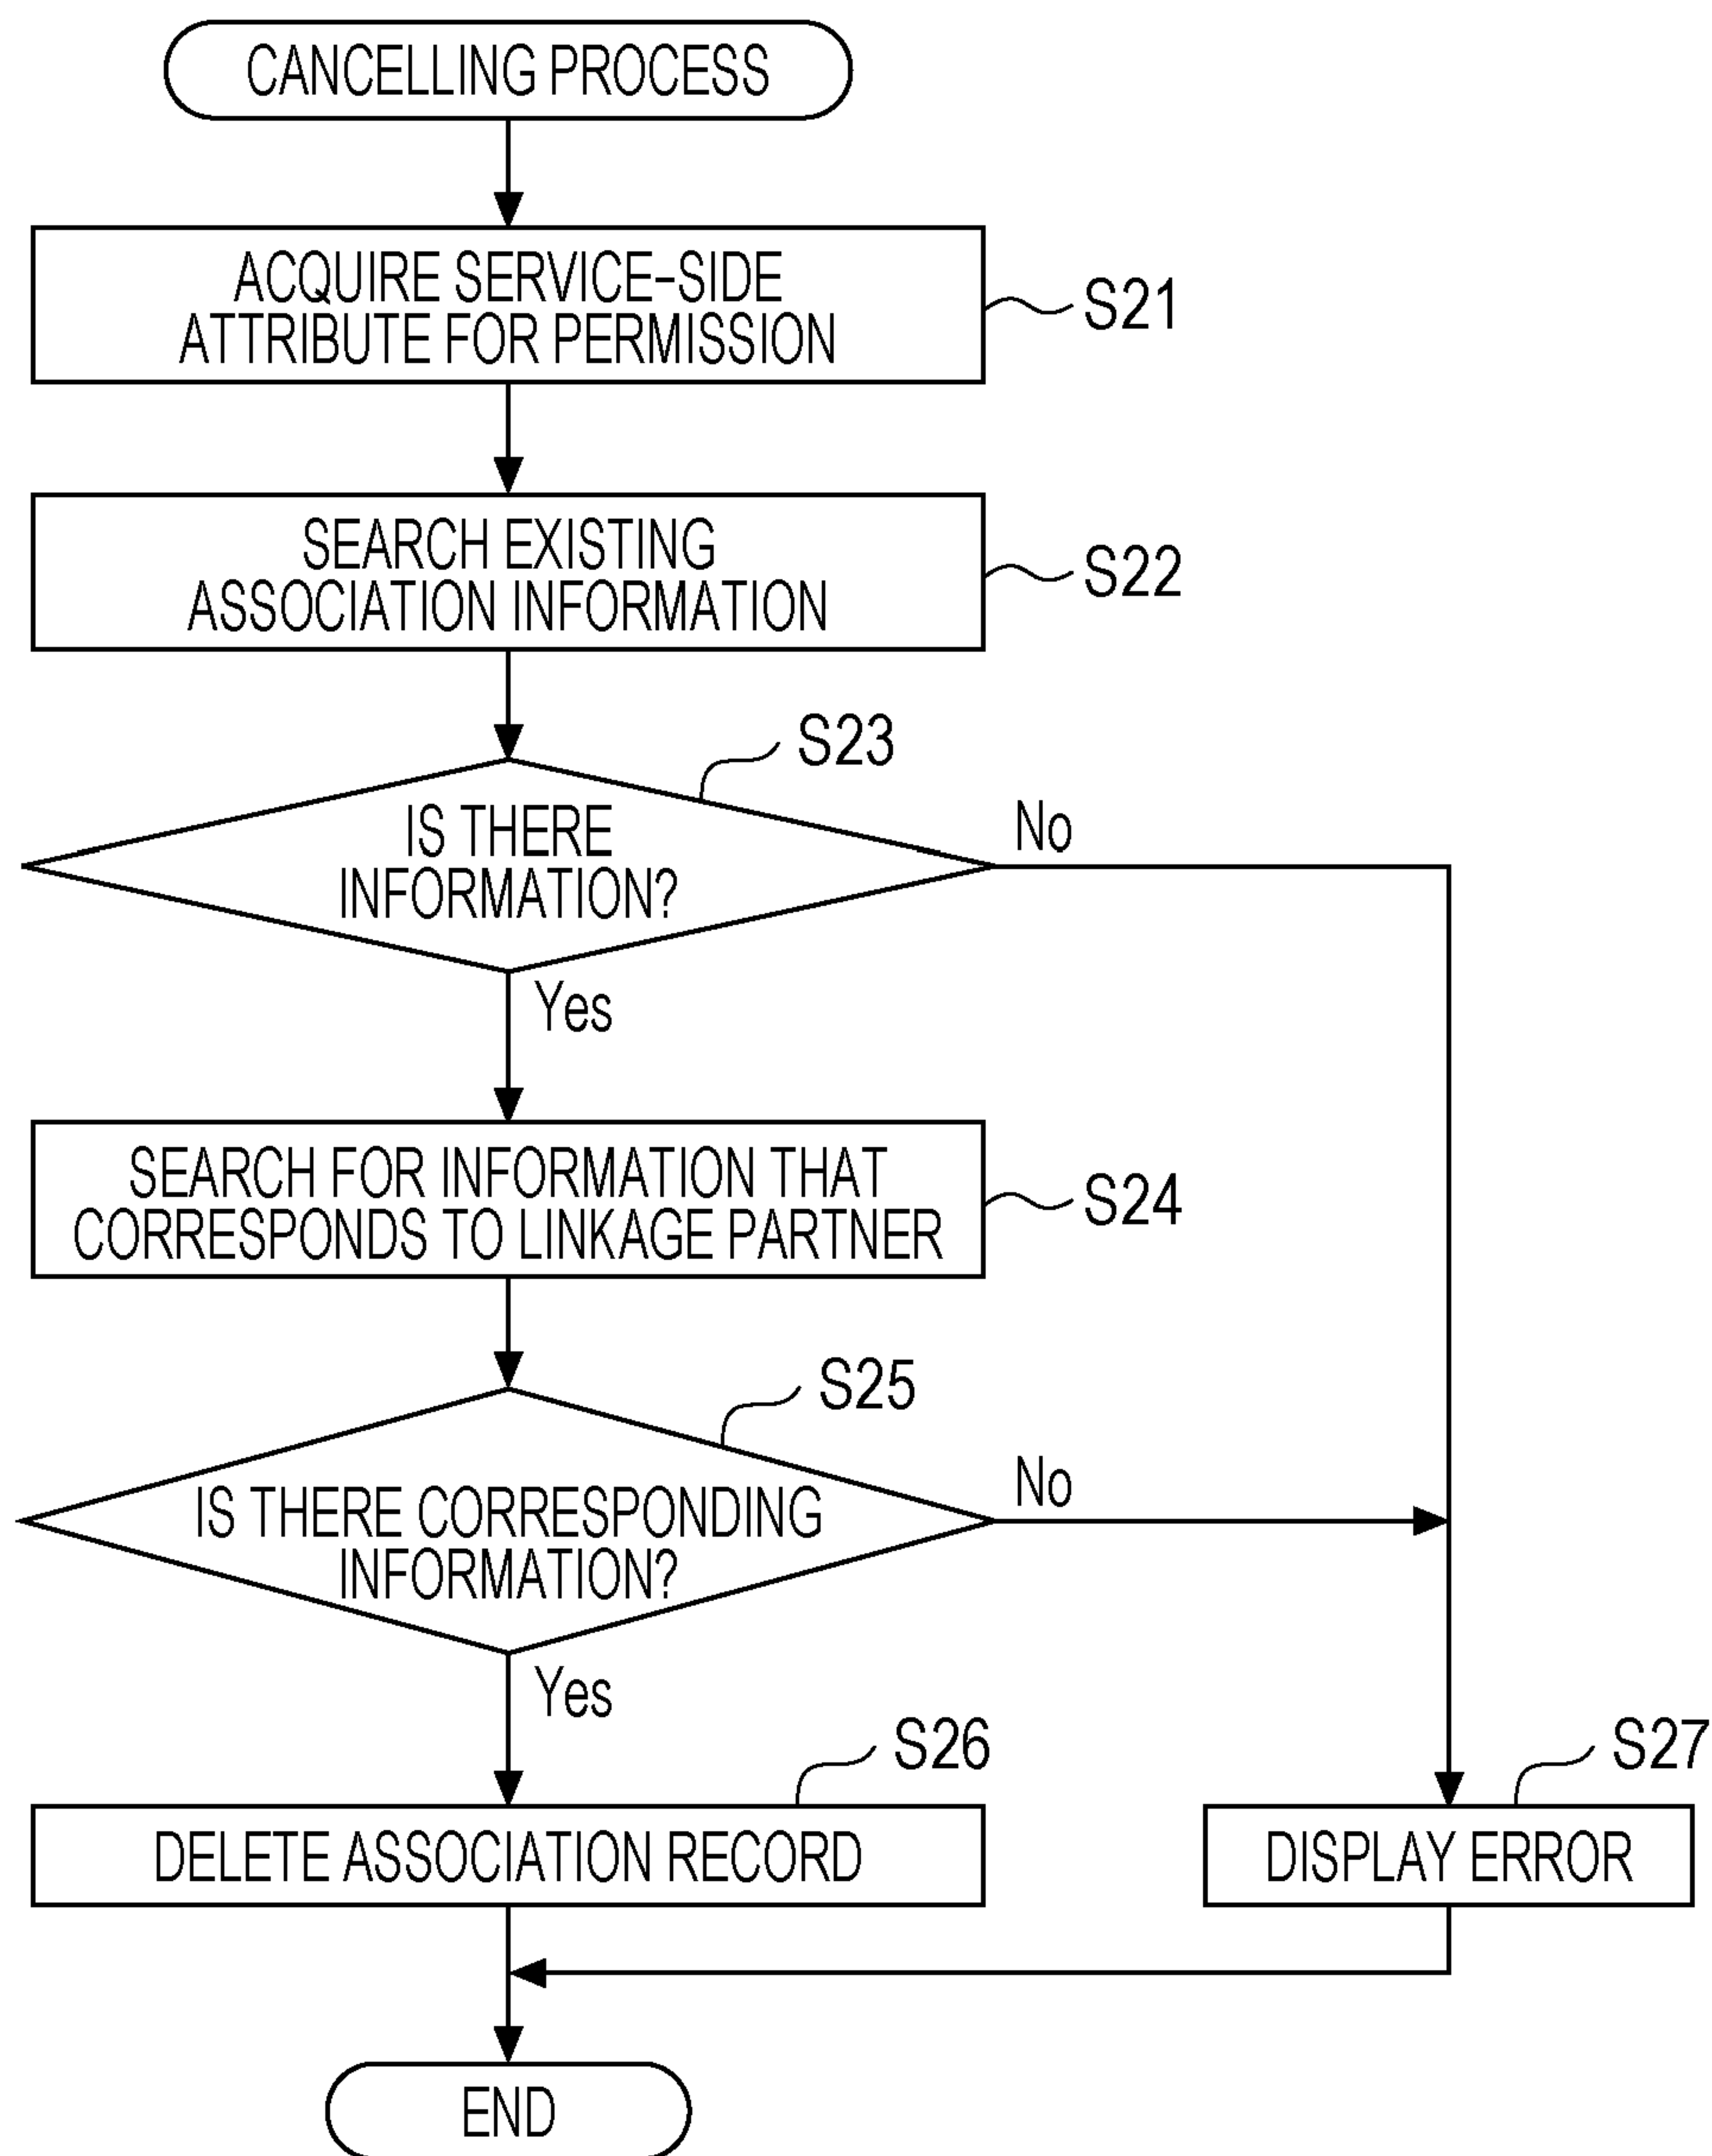 CANCELLING PROCESS
ACQUIRE SERVICE-SIDE
ATTRIBUTE FOR PERMISSION
S21
SEARCH EXISTING
ASSOCIATION INFORMATION
S22
S23
IS THERE
INFORMATION?
No
Yes
SEARCH FOR INFORMATION THAT
CORRESPONDS TO LINKAGE PARTNER
S24
S25
IS THERE CORRESPONDING
INFORMATION?
No
Yes
S26
DELETE ASSOCIATION RECORD
S27
DISPLAY ERROR
END